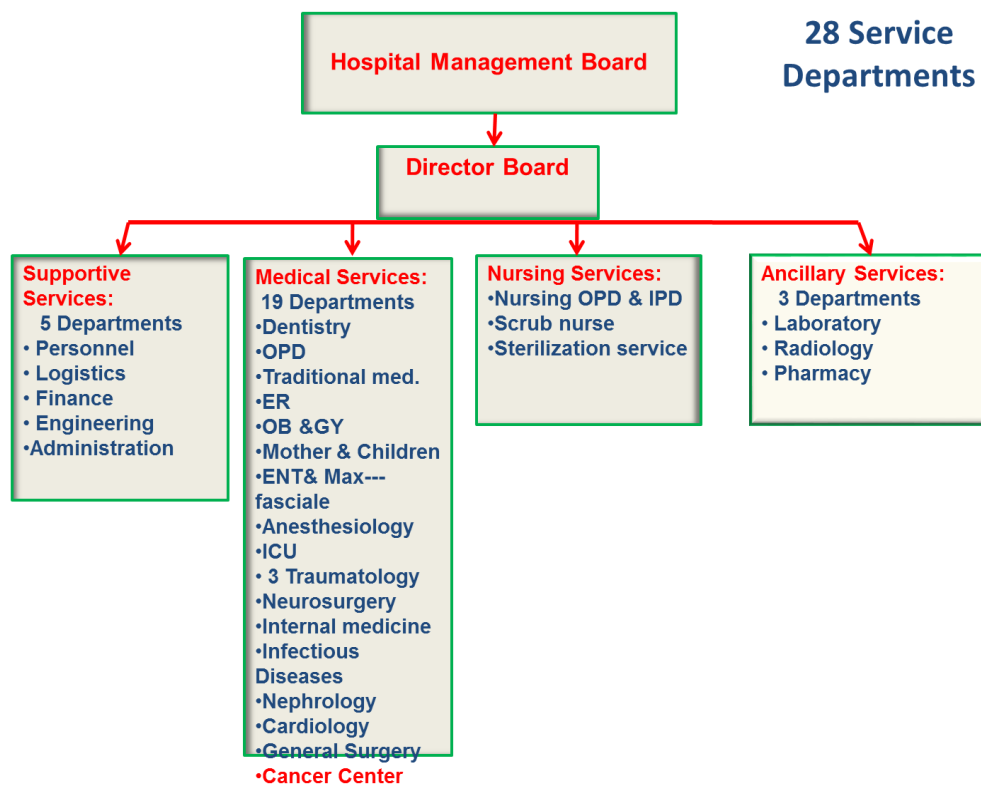 28 Service
Departments
Hospital Management Board
Director Board
Supportive
Services:
5 Departments
• Personnel
• Logistics
• Finance
• Engineering
•Administration
Medical Services:
19 Departments
•Dentistry
•OPD
•Traditional med.
•ER
•OB &GY
•Mother & Children
•ENT& Max---
fasciale
•Anesthesiology
•ICU
• 3 Traumatology
•Neurosurgery
•Internal medicine
•Infectious
Diseases
•Nephrology
•Cardiology
•General Surgery
•Cancer Center
Nursing Services:
•Nursing OPD & IPD
•Scrub nurse
•Sterilization service
Ancillary Services:
3 Departments
• Laboratory
• Radiology
• Pharmacy